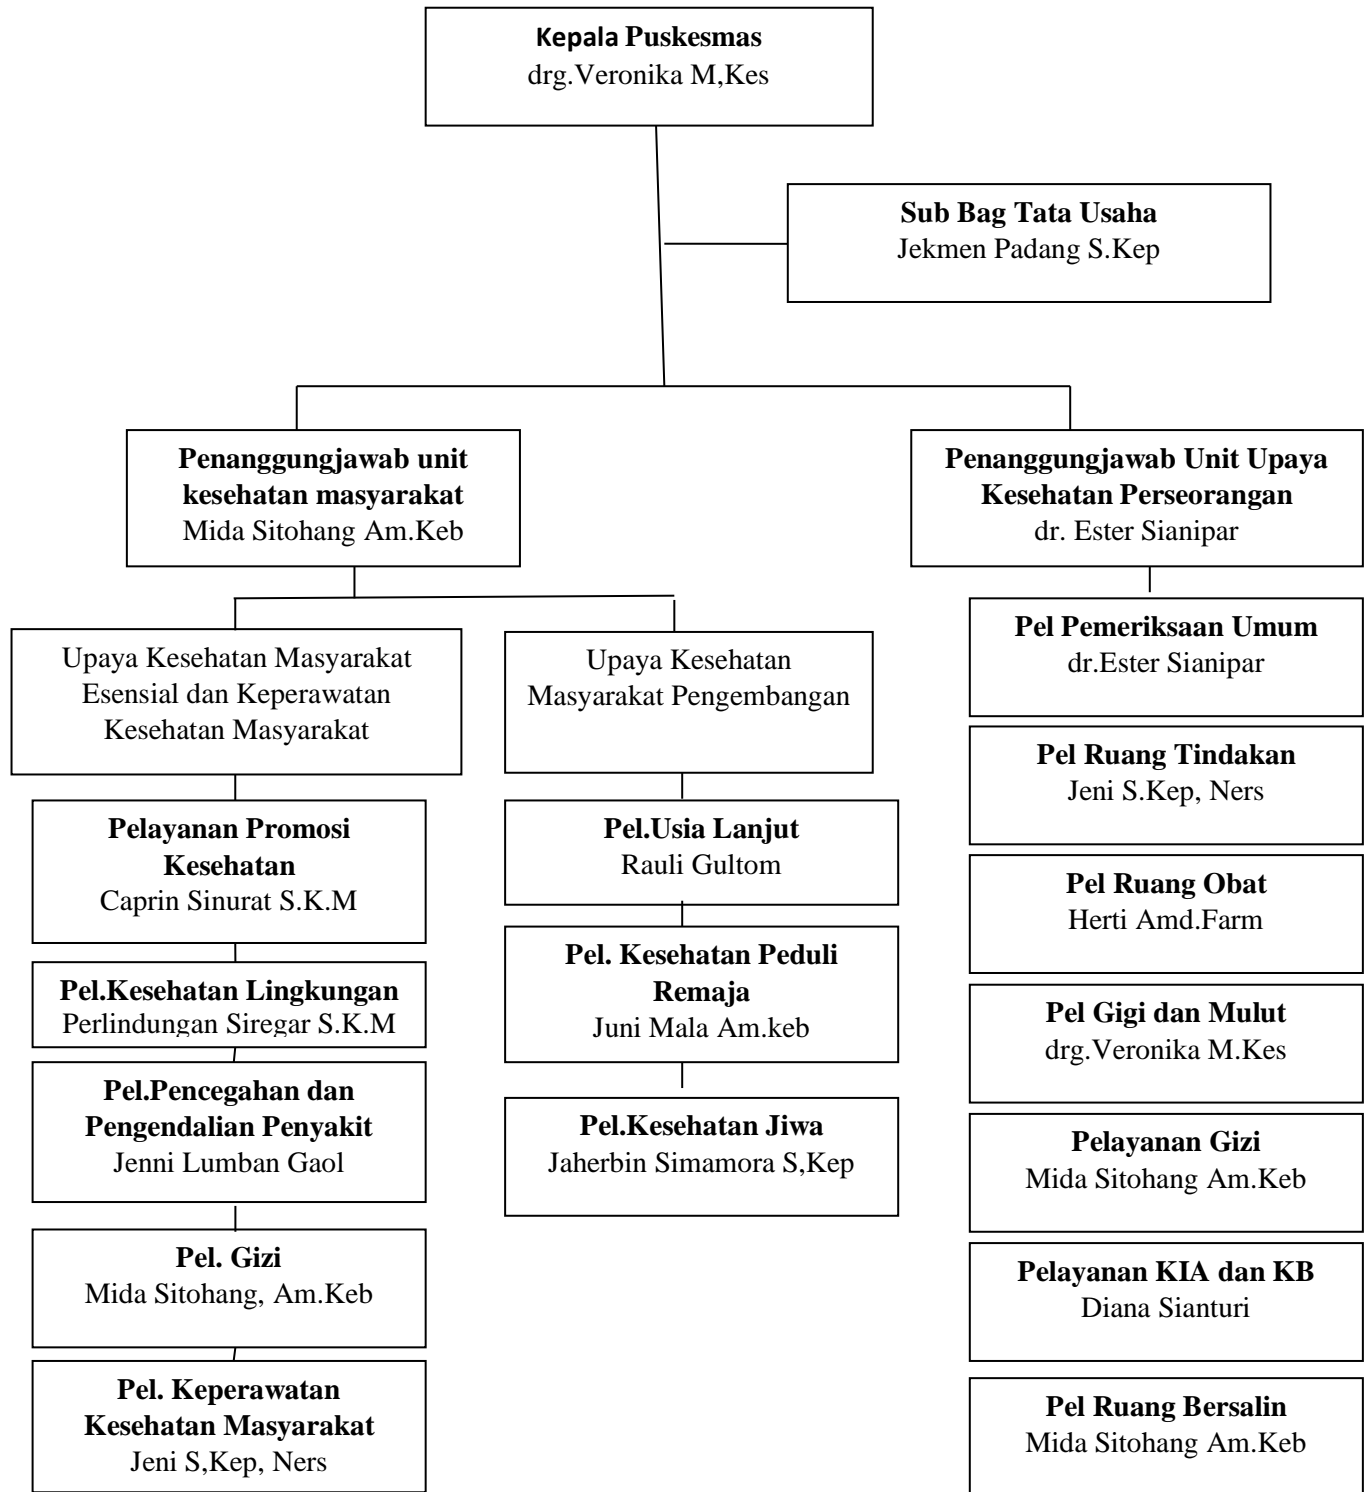 Kepala Puskesmas
drg.Veronika M,Kes
Sub Bag Tata Usaha
Jekmen Padang S.Kep
Penanggungjawab unit
kesehatan masyarakat
Mida Sitohang Am.Keb
Penanggungjawab Unit Upaya
Kesehatan Perseorangan
dr. Ester Sianipar
Upaya Kesehatan Masyarakat
Esensial dan Keperawatan
Kesehatan Masyarakat
Pelayanan Promosi
Kesehatan
Caprin Sinurat S.K.M
Pel.Kesehatan Lingkungan
Perlindungan Siregar S.K.M
Pel.Pencegahan dan
Pengendalian Penyakit
Jenni Lumban Gaol
Pel. Gizi
Mida Sitohang, Am.Keb
Pel. Keperawatan
Kesehatan Masyarakat
Jeni S,Kep, Ners
Upaya Kesehatan
Masyarakat Pengembangan
Pel.Usia Lanjut
Rauli Gultom
Pel. Kesehatan Peduli
Remaja
Juni Mala Am.keb
Pel.Kesehatan Jiwa
Jaherbin Simamora S,Kep
Pel Pemeriksaan Umum
dr.Ester Sianipar
Pel Ruang Tindakan
Jeni S.Kep, Ners
Pel Ruang Obat
Herti Amd.Farm
Pel Gigi dan Mulut
drg.Veronika M.Kes
Pelayanan Gizi
Mida Sitohang Am.Keb
Pelayanan KIA dan KB
Diana Sianturi
Pel Ruang Bersalin
Mida Sitohang Am.Keb